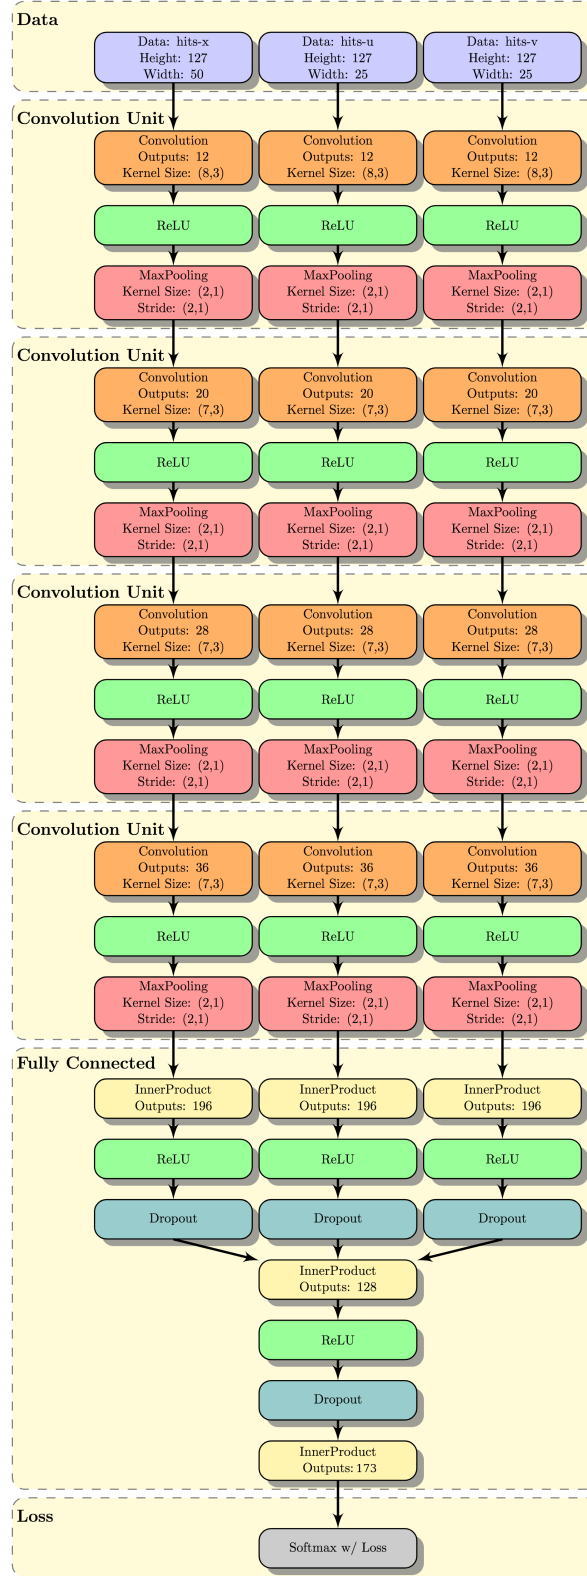 Data
Data: hits-x
Height: 127
Width: 50
Data: hits-u
Height: 127
Width: 25
Data: hits-v
Height: 127
Width: 25
Convolution Unit
Convolution
Outputs: 12
Kernel Size: (8,3)
Convolution
Outputs: 12
Kernel Size: (8,3)
Convolution
Outputs: 12
Kernel Size: (8,3)
ReLU
ReLU
ReLU
MaxPooling
Kernel Size: (2,1)
Stride: (2,1)
MaxPooling
Kernel Size: (2,1)
Stride: (2,1)
MaxPooling
Kernel Size: (2,1)
Stride: (2,1)
Convolution Unit
Convolution
Outputs: 20
Kernel Size: (7,3)
Convolution
Outputs: 20
Kernel Size: (7,3)
Convolution
Outputs: 20
Kernel Size: (7,3)
ReLU
ReLU
ReLU
MaxPooling
Kernel Size: (2,1)
Stride: (2,1)
MaxPooling
Kernel Size: (2,1)
Stride: (2,1)
MaxPooling
Kernel Size: (2,1)
Stride: (2,1)
Convolution Unit
Convolution
Outputs: 28
Kernel Size: (7,3)
Convolution
Outputs: 28
Kernel Size: (7,3)
Convolution
Outputs: 28
Kernel Size: (7,3)
ReLU
ReLU
ReLU
MaxPooling
Kernel Size: (2,1)
Stride: (2,1)
MaxPooling
Kernel Size: (2,1)
Stride: (2,1)
MaxPooling
Kernel Size: (2,1)
Stride: (2,1)
Convolution Unit
Convolution
Outputs: 36
Kernel Size: (7,3)
Convolution
Outputs: 36
Kernel Size: (7,3)
Convolution
Outputs: 36
Kernel Size: (7,3)
ReLU
ReLU
ReLU
MaxPooling
Kernel Size: (2,1)
Stride: (2,1)
MaxPooling
Kernel Size: (2,1)
Stride: (2,1)
MaxPooling
Kernel Size: (2,1)
Stride: (2,1)
Fully Connected
InnerProduct
Outputs: 196
InnerProduct
Outputs: 196
InnerProduct
Outputs: 196
ReLU
ReLU
ReLU
Dropout
Dropout
Dropout
InnerProduct
Outputs: 128
ReLU
Dropout
InnerProduct
Outputs: 173
Loss
Softmax w/ Loss